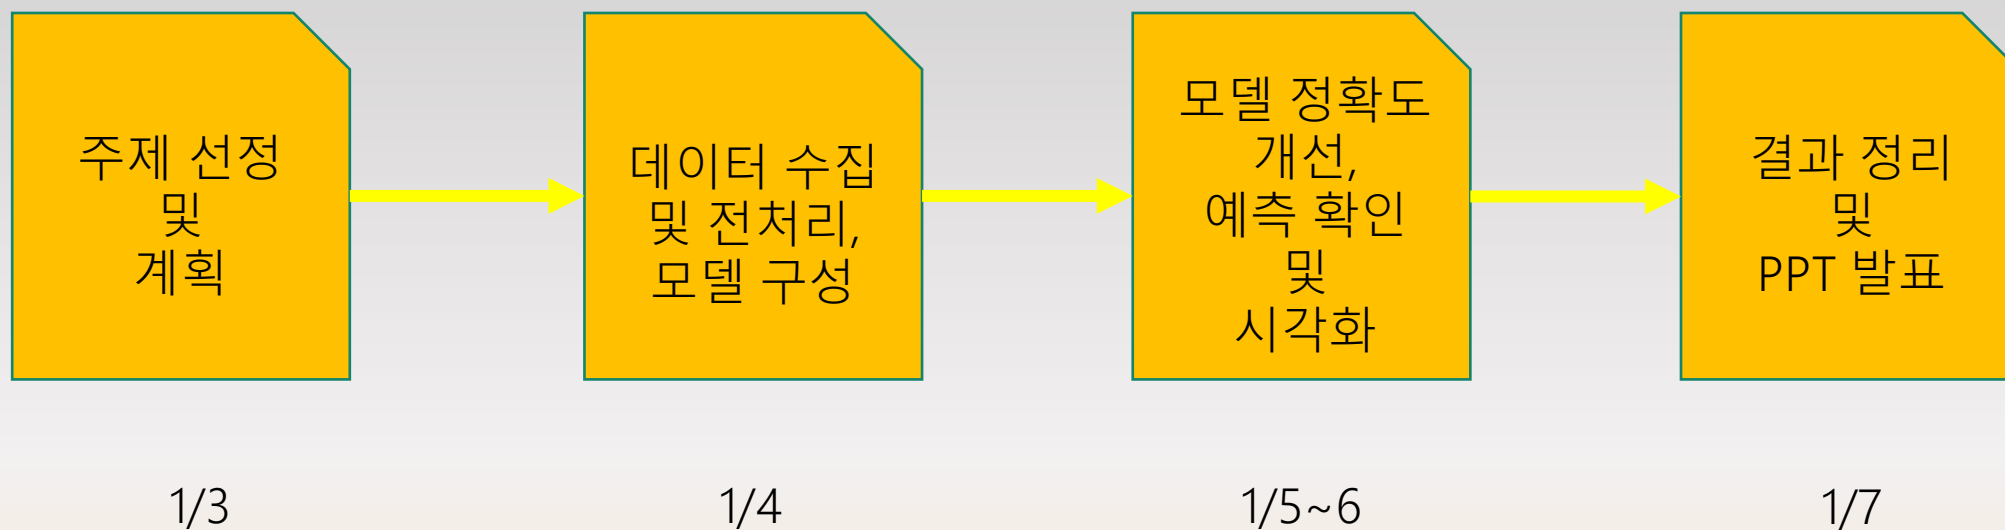 주제 선정
및
계획
데이터 수집
및 전처리,
모델 구성
모델 정확도
개선,
예측 확인
및
시각화
결과 정리
및
PPT 발표
1/3
1/4
1/5~6
1/7